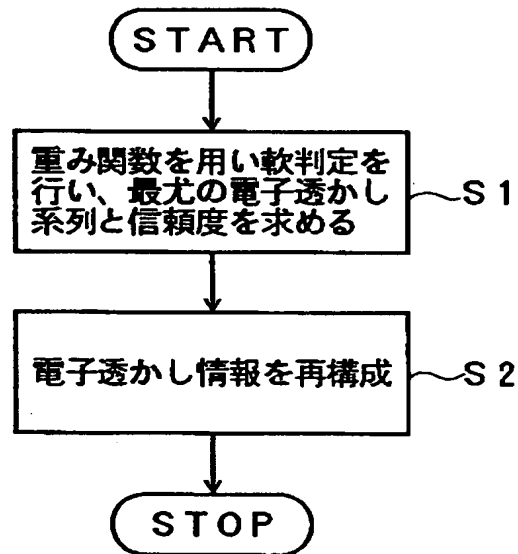 START
重み関数を用い軟判定を
行い、最尤の電子透かし
系列と信頼度を求める
S1
電子透かし情報を再構成
S2
STOP